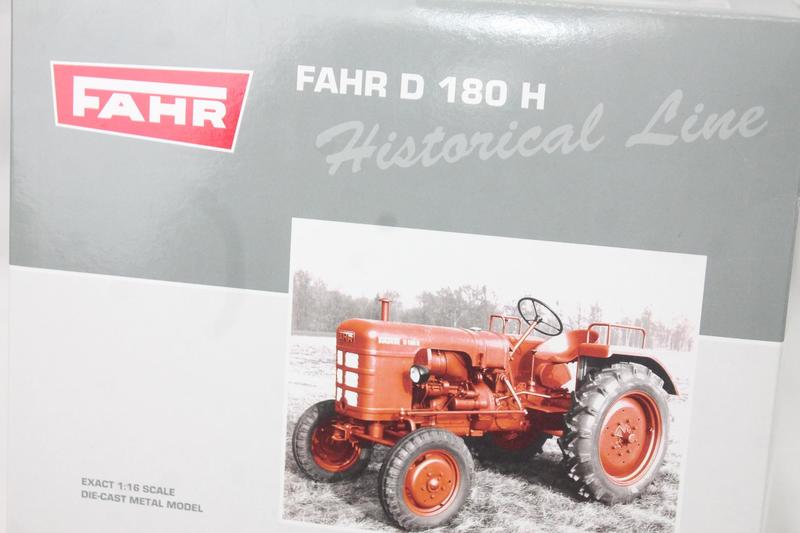 FAHR
FAHR D 180 H
Historical Line
EXACT 1:16 SCALE
DIE-CAST METAL MODEL